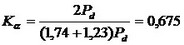 K_α = 2P_d / (1,74 + 1,23)P_d = 0,675